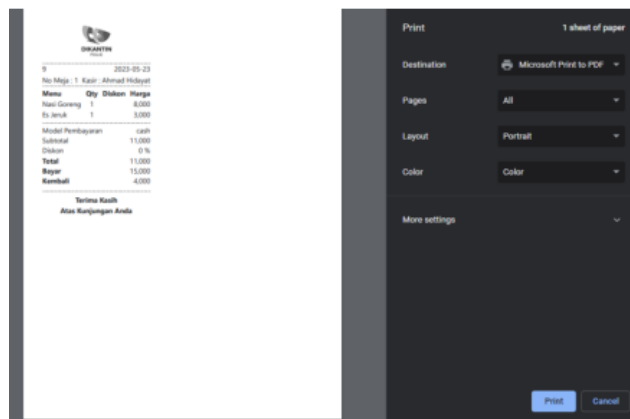 DIKANTIN
9 2023-05-23
No Meja : 1 Kasir : Ahmad Hidayat
Menu Qty Diskon Harga
Nasi Goreng 1 8,000
Es Jeruk 1 3,000
Model Pembayaran cash
Subtotal 11,000
Diskon 0 %
Total 11,000
Bayar 15,000
Kembali 4,000
Terima Kasih
Atas Kunjungan Anda
Print 1 sheet of paper
Destination Microsoft Print to PDF
Pages All
Layout Portrait
Color Color
More settings
Print Cancel